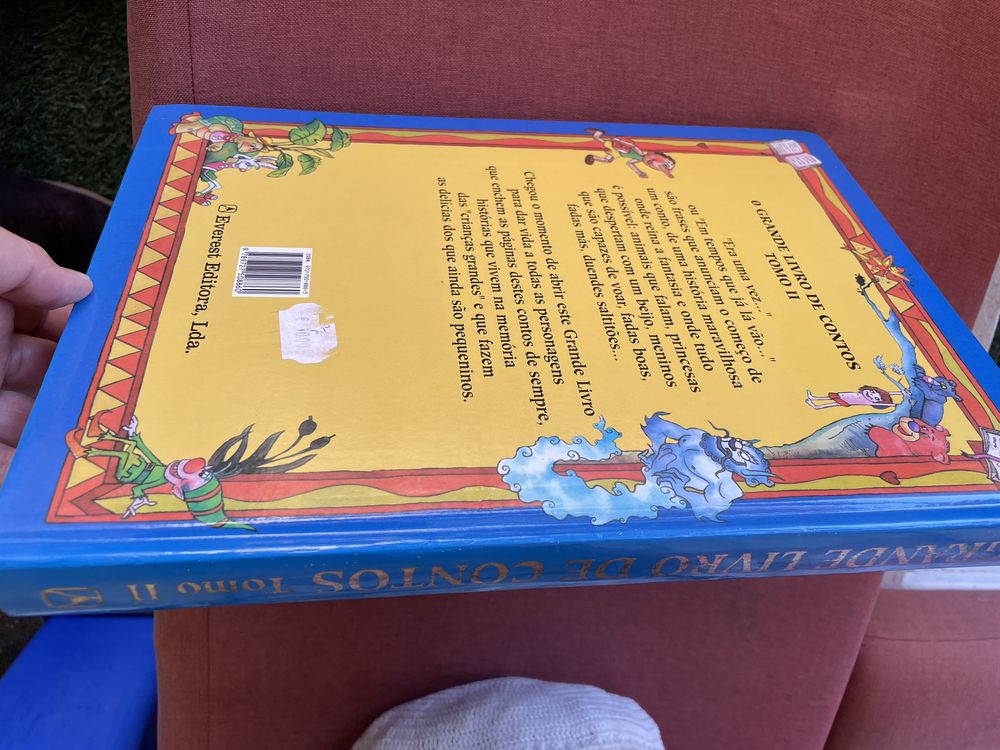 O GRANDE LIVRO DE CONTOS
TOMO II
"Era uma vez..."
ou "Em tempos que já lá vão..."
são frases que anunciam o começo de
um conto, de uma história maravilhosa
onde reina a fantasia e onde tudo
é possível: animais que falam, princesas
que despertam com um beijo, meninos
que são capazes de voar, fadas boas,
fadas más, duendes saltitões...
Chegou o momento de abrir este Grande Livro
para dar vida a todas as personagens
que enchem as páginas destes contos de sempre,
histórias que vivem na memória
das "crianças grandes" e que fazem
as delícias dos que ainda são pequeninos.
Everest Editora, Lda.
GRANDE LIVRO DE CONTOS Tomo II